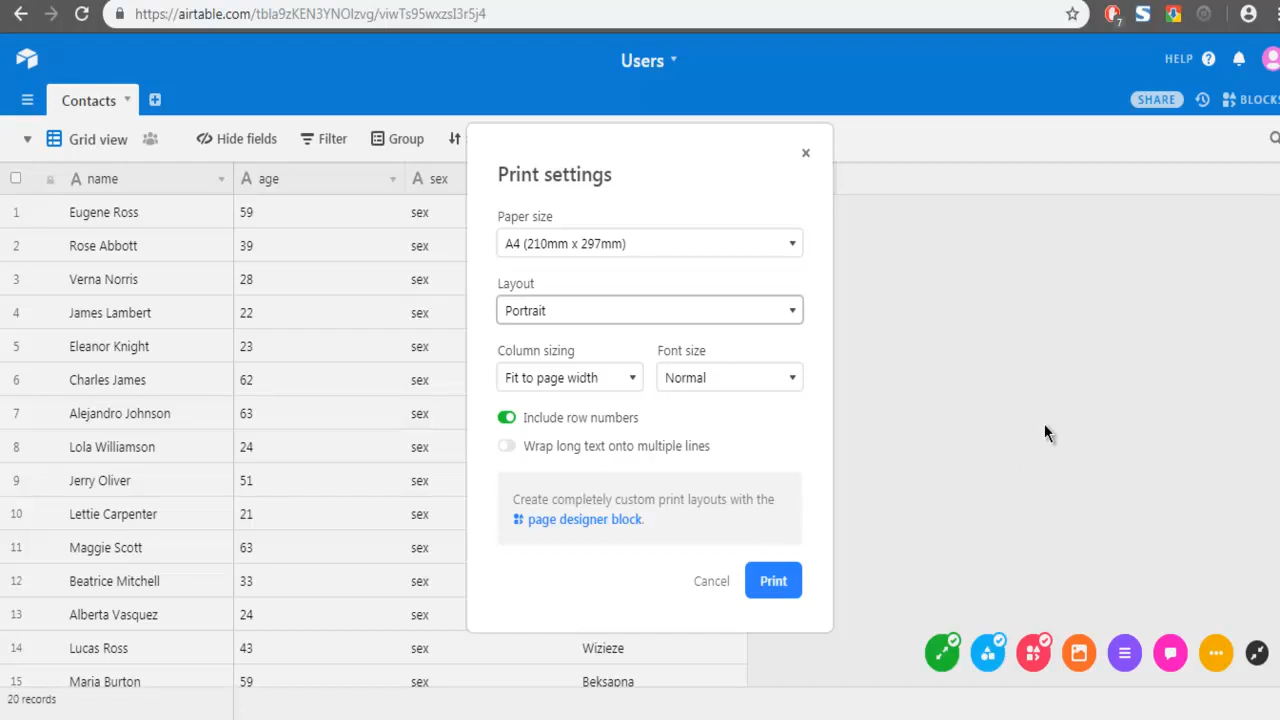 https://airtable.com/tbla9zKEN3YNOIzvg/viwTs95wxzsI3r5j4
7
Users
HELP
Contacts
SHARE
BLOCKS
Grid view
Hide fields
Filter
Group
name
age
sex
1 Eugene Ross 59 sex
2 Rose Abbott 39 sex
3 Verna Norris 28 sex
4 James Lambert 22 sex
5 Eleanor Knight 23 sex
6 Charles James 62 sex
7 Alejandro Johnson 63 sex
8 Lola Williamson 24 sex
9 Jerry Oliver 51 sex
10 Lettie Carpenter 21 sex
11 Maggie Scott 63 sex
12 Beatrice Mitchell 33 sex
13 Alberta Vasquez 24 sex
14 Lucas Ross 43 sex Wizieze
15 Maria Burton 59 sex Beksapna
20 records
Print settings
Paper size
A4 (210mm x 297mm)
Layout
Portrait
Column sizing
Font size
Fit to page width
Normal
Include row numbers
Wrap long text onto multiple lines
Create completely custom print layouts with the
page designer block.
Cancel
Print